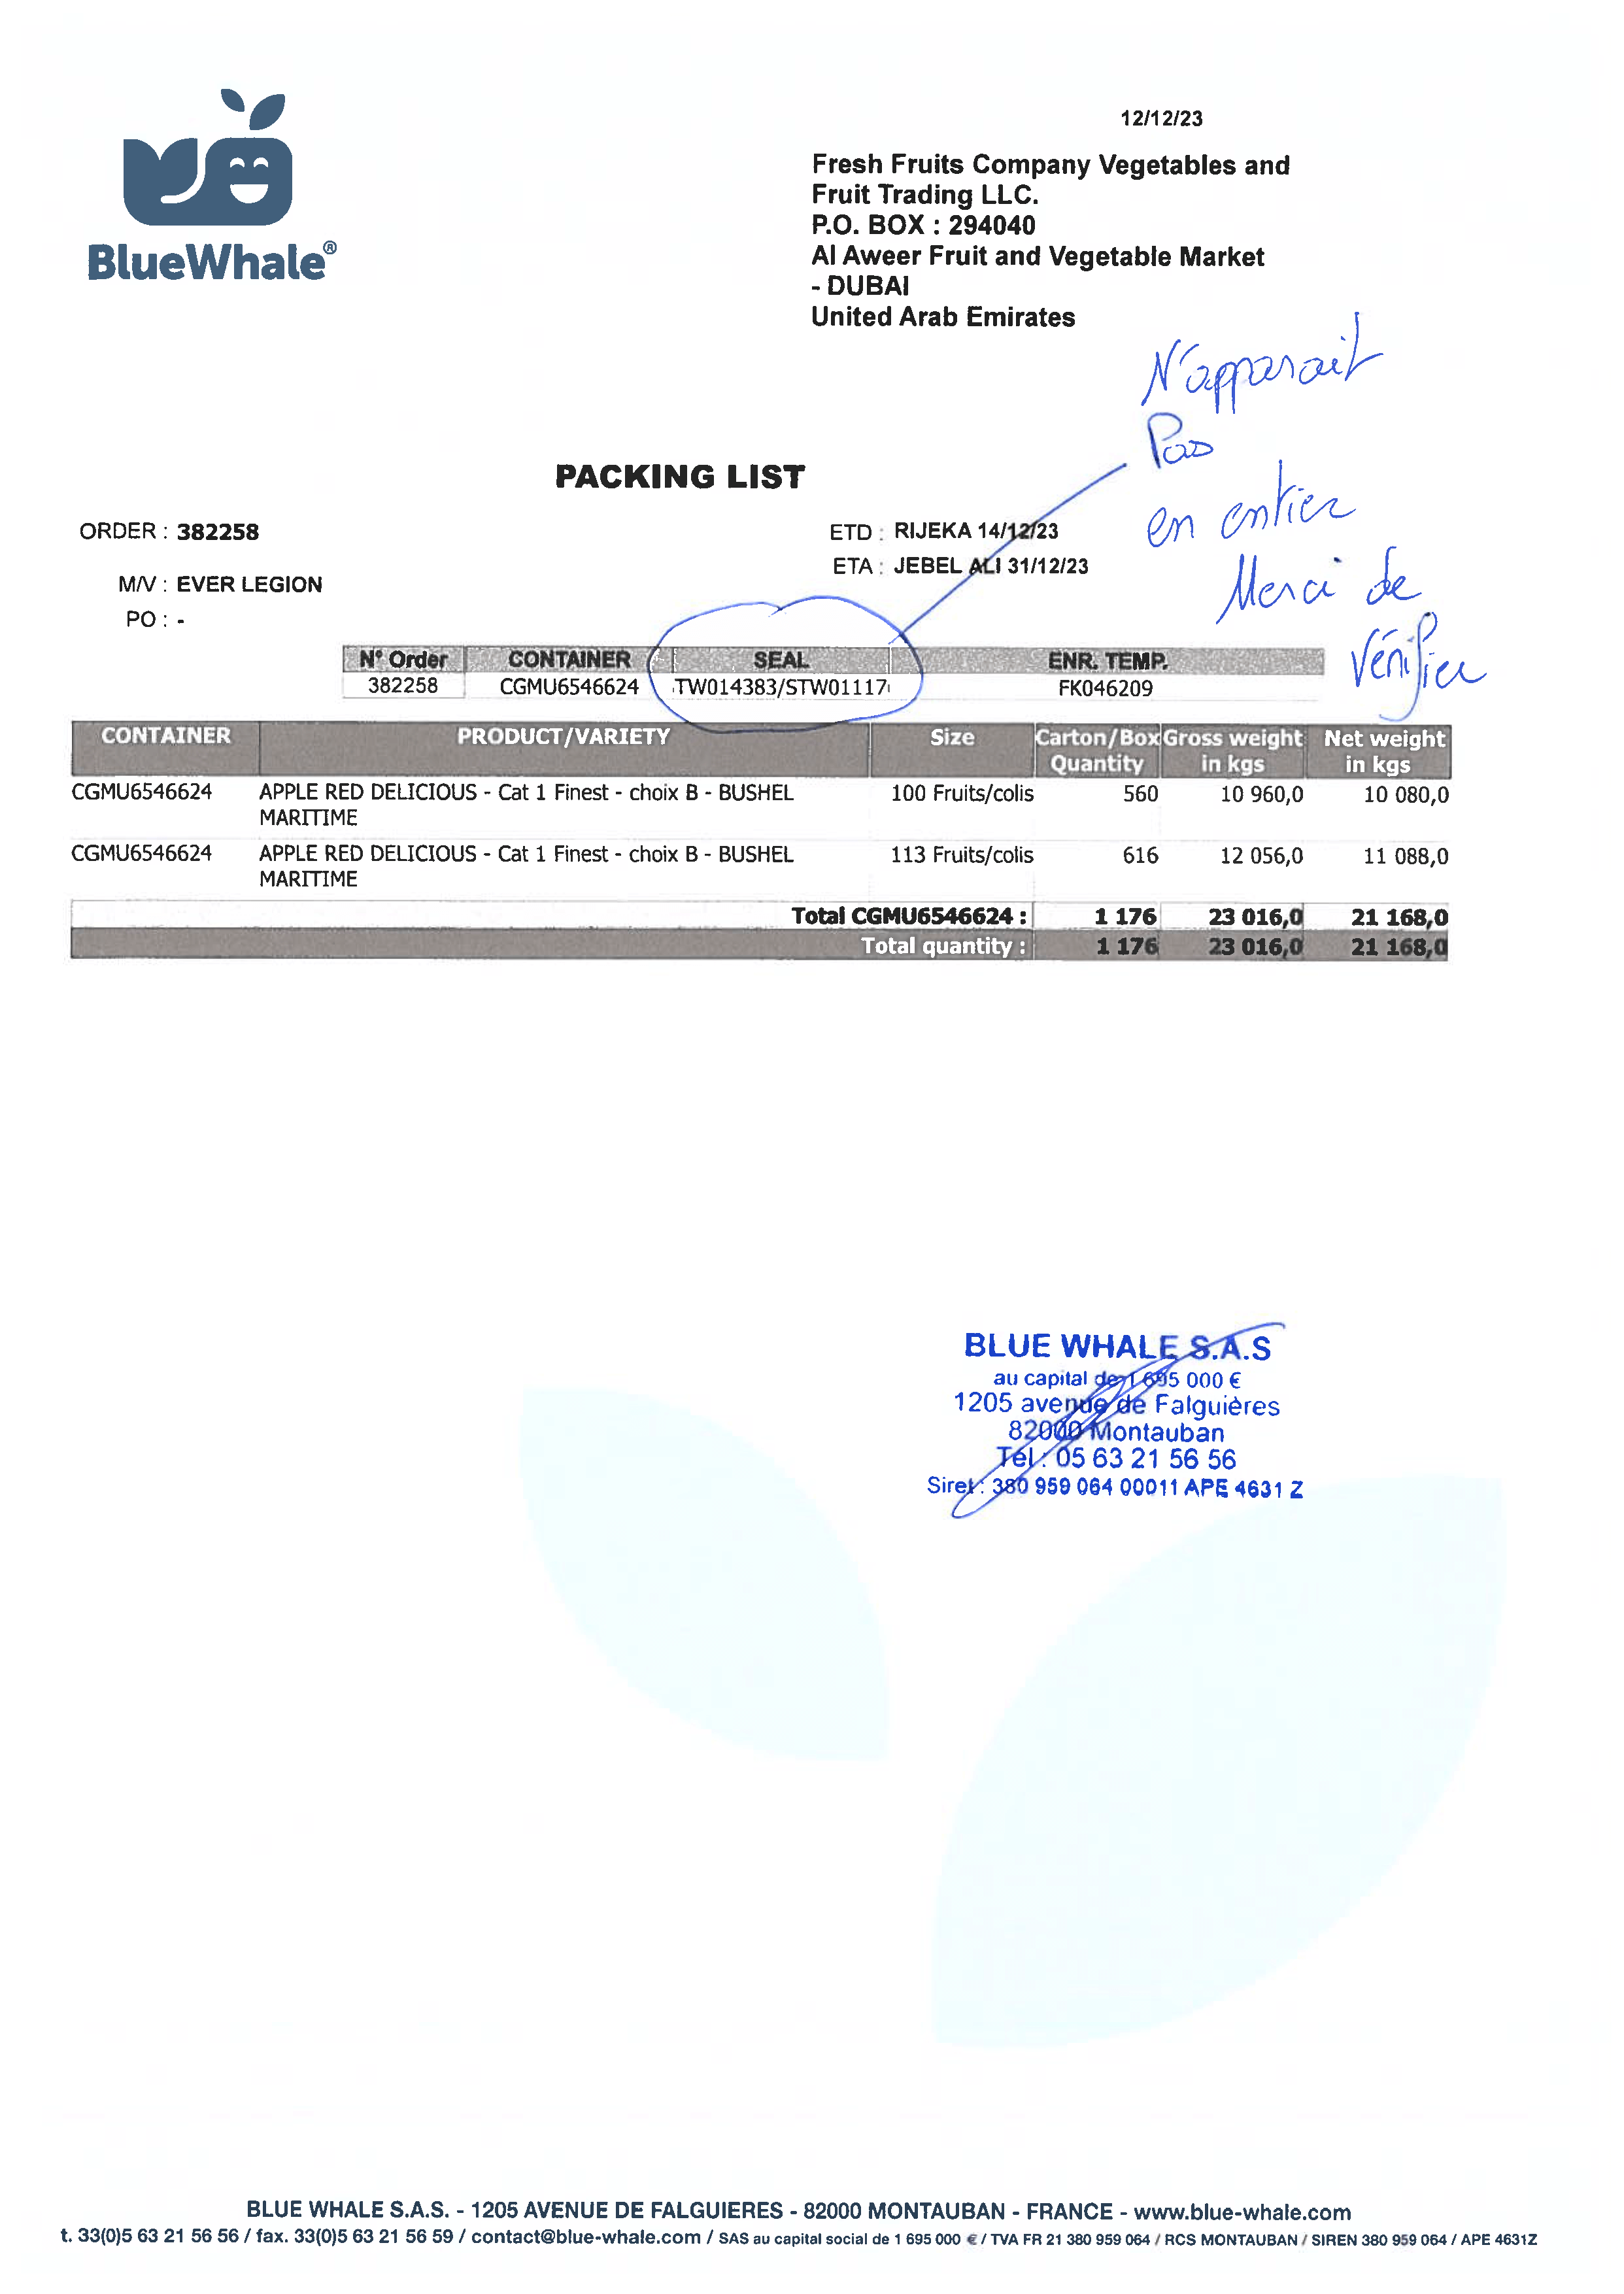 12/12/23
BlueWhale®
Fresh Fruits Company Vegetables and
Fruit Trading LLC.
P.O. BOX : 294040
Al Aweer Fruit and Vegetable Market
- DUBAI
United Arab Emirates
N'apparait
Pas
en entier
Merci de
vérifier
PACKING LIST
ORDER : 382258
ETD : RIJEKA 14/12/23
ETA : JEBEL ALI 31/12/23
M/V : EVER LEGION
PO : -
N° Order CONTAINER SEAL ENR. TEMP.
382258 CGMU6546624 TW014383/STW01117 FK046209
CONTAINER PRODUCT/VARIETY Size Carton/Box Quantity Gross weight in kgs Net weight in kgs
CGMU6546624 APPLE RED DELICIOUS - Cat 1 Finest - choix B - BUSHEL 100 Fruits/colis 560 10 960,0 10 080,0
MARITIME
CGMU6546624 APPLE RED DELICIOUS - Cat 1 Finest - choix B - BUSHEL 113 Fruits/colis 616 12 056,0 11 088,0
MARITIME
Total CGMU6546624 : 1 176 23 016,0 21 168,0
Total quantity : 1 176 23 016,0 21 168,0
BLUE WHALE S.A.S
au capital de 1 695 000 €
1205 avenue de Falguières
82000 Montauban
Tél : 05 63 21 56 56
Siret : 380 959 064 00011 APE 4631 Z
BLUE WHALE S.A.S. - 1205 AVENUE DE FALGUIERES - 82000 MONTAUBAN - FRANCE - www.blue-whale.com
t. 33(0)5 63 21 56 56 / fax. 33(0)5 63 21 56 59 / contact@blue-whale.com / SAS au capital social de 1 695 000 € / TVA FR 21 380 959 064 / RCS MONTAUBAN / SIREN 380 959 064 / APE 4631Z